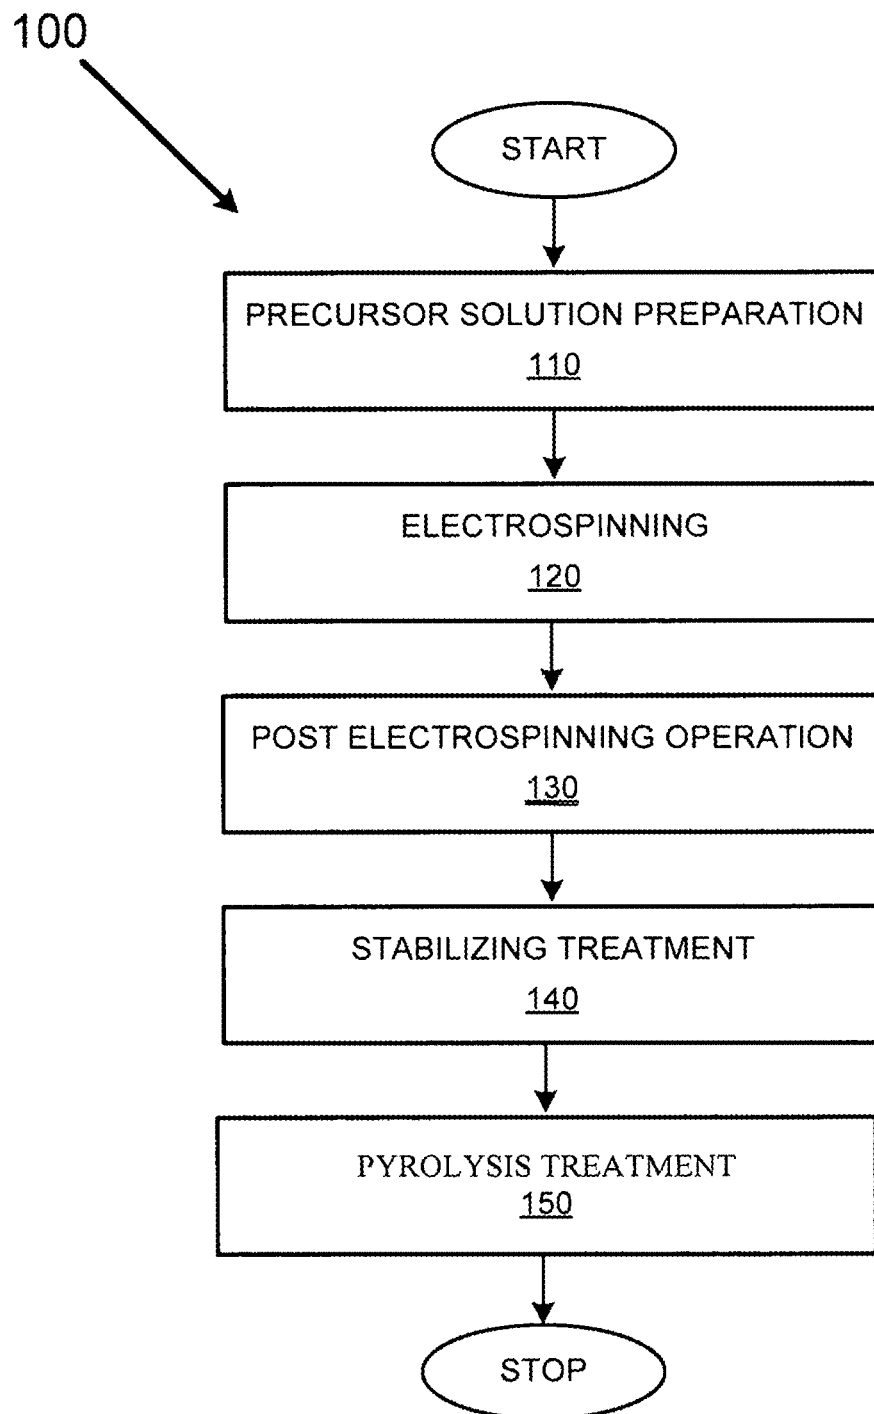 100
START
PRECURSOR SOLUTION PREPARATION
110
ELECTROSPINNING
120
POST ELECTROSPINNING OPERATION
130
STABILIZING TREATMENT
140
PYROLYSIS TREATMENT
150
STOP